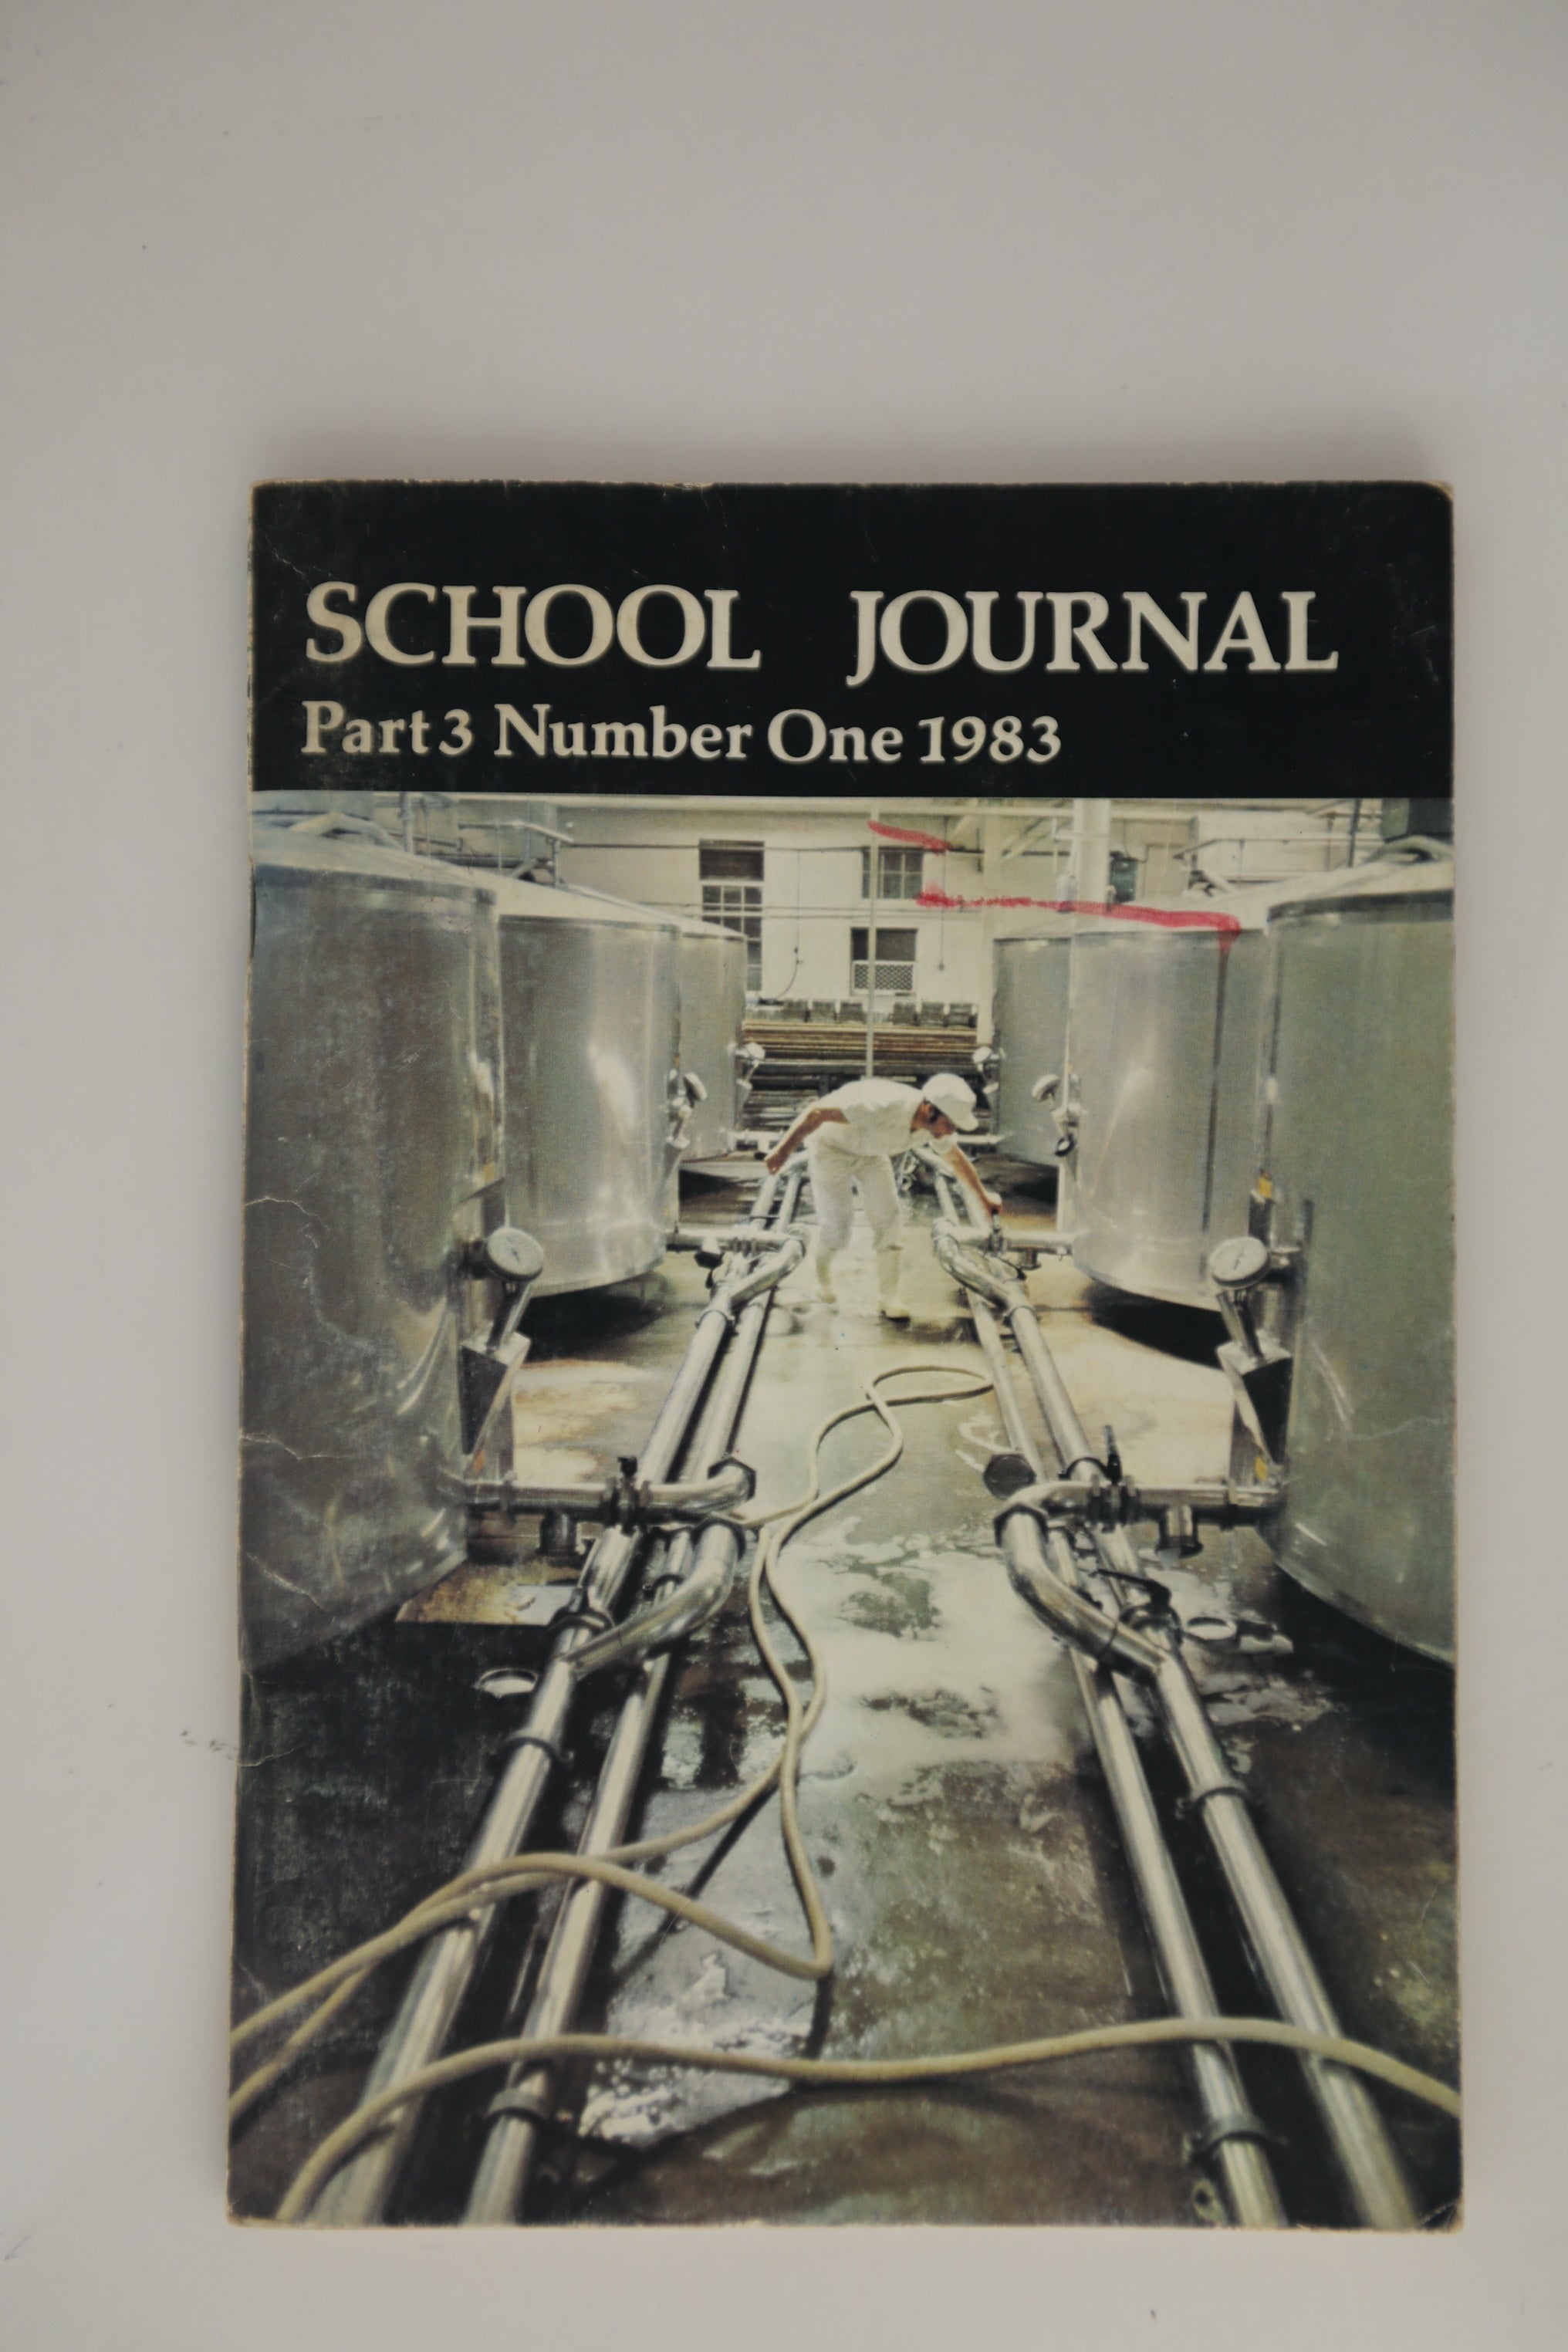 SCHOOL JOURNAL
Part 3 Number One 1983